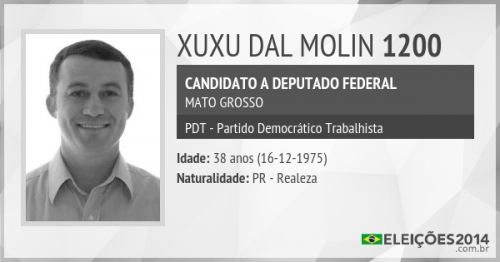 XUXU DAL MOLIN 1200
CANDIDATO A DEPUTADO FEDERAL
MATO GROSSO
PDT - Partido Democrático Trabalhista
Idade: 38 anos (16-12-1975)
Naturalidade: PR - Realeza
ELEIÇÕES2014
.com.br